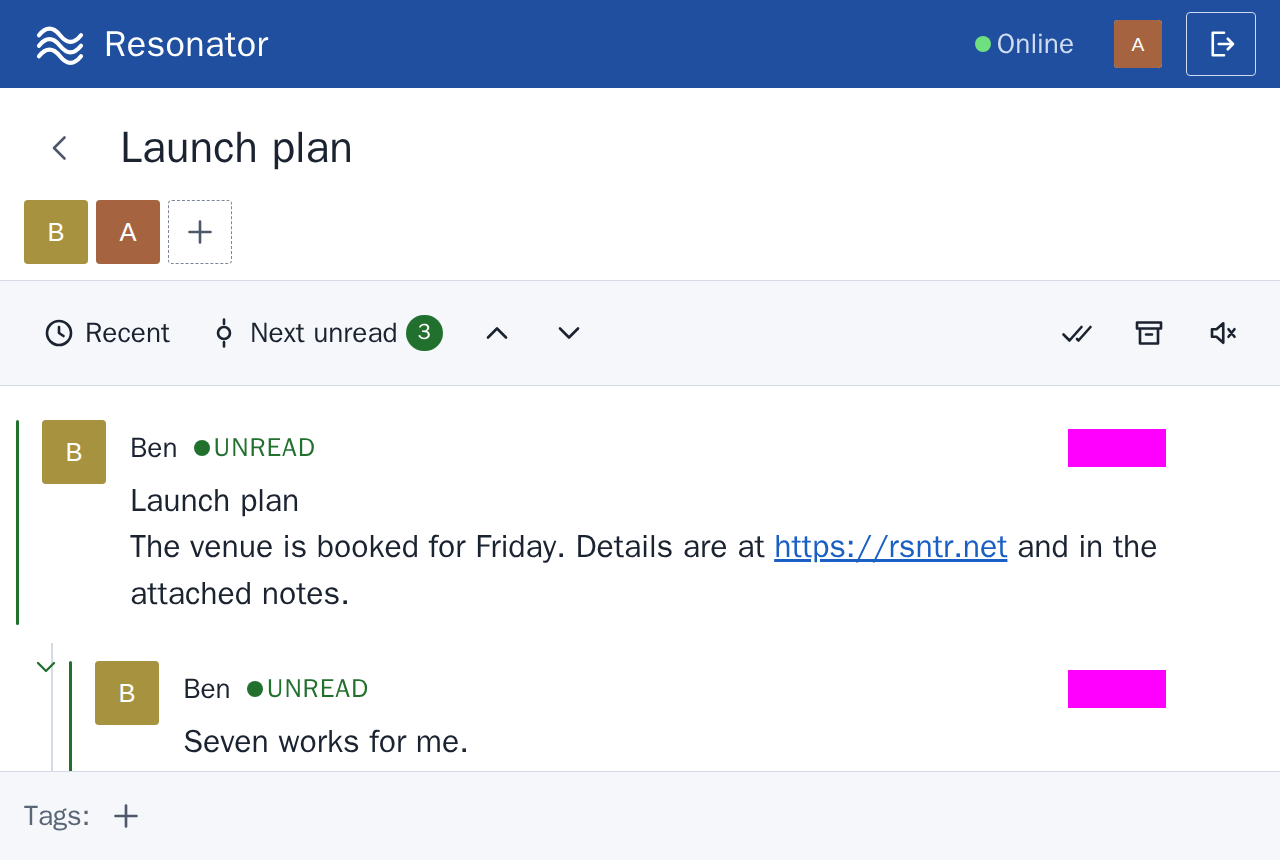 Resonator
Online
A
Launch plan
B A
Recent
Next unread 3
B
Ben UNREAD
Launch plan
The venue is booked for Friday. Details are at https://rsntr.net and in the
attached notes.
B
Ben UNREAD
Seven works for me.
Tags: